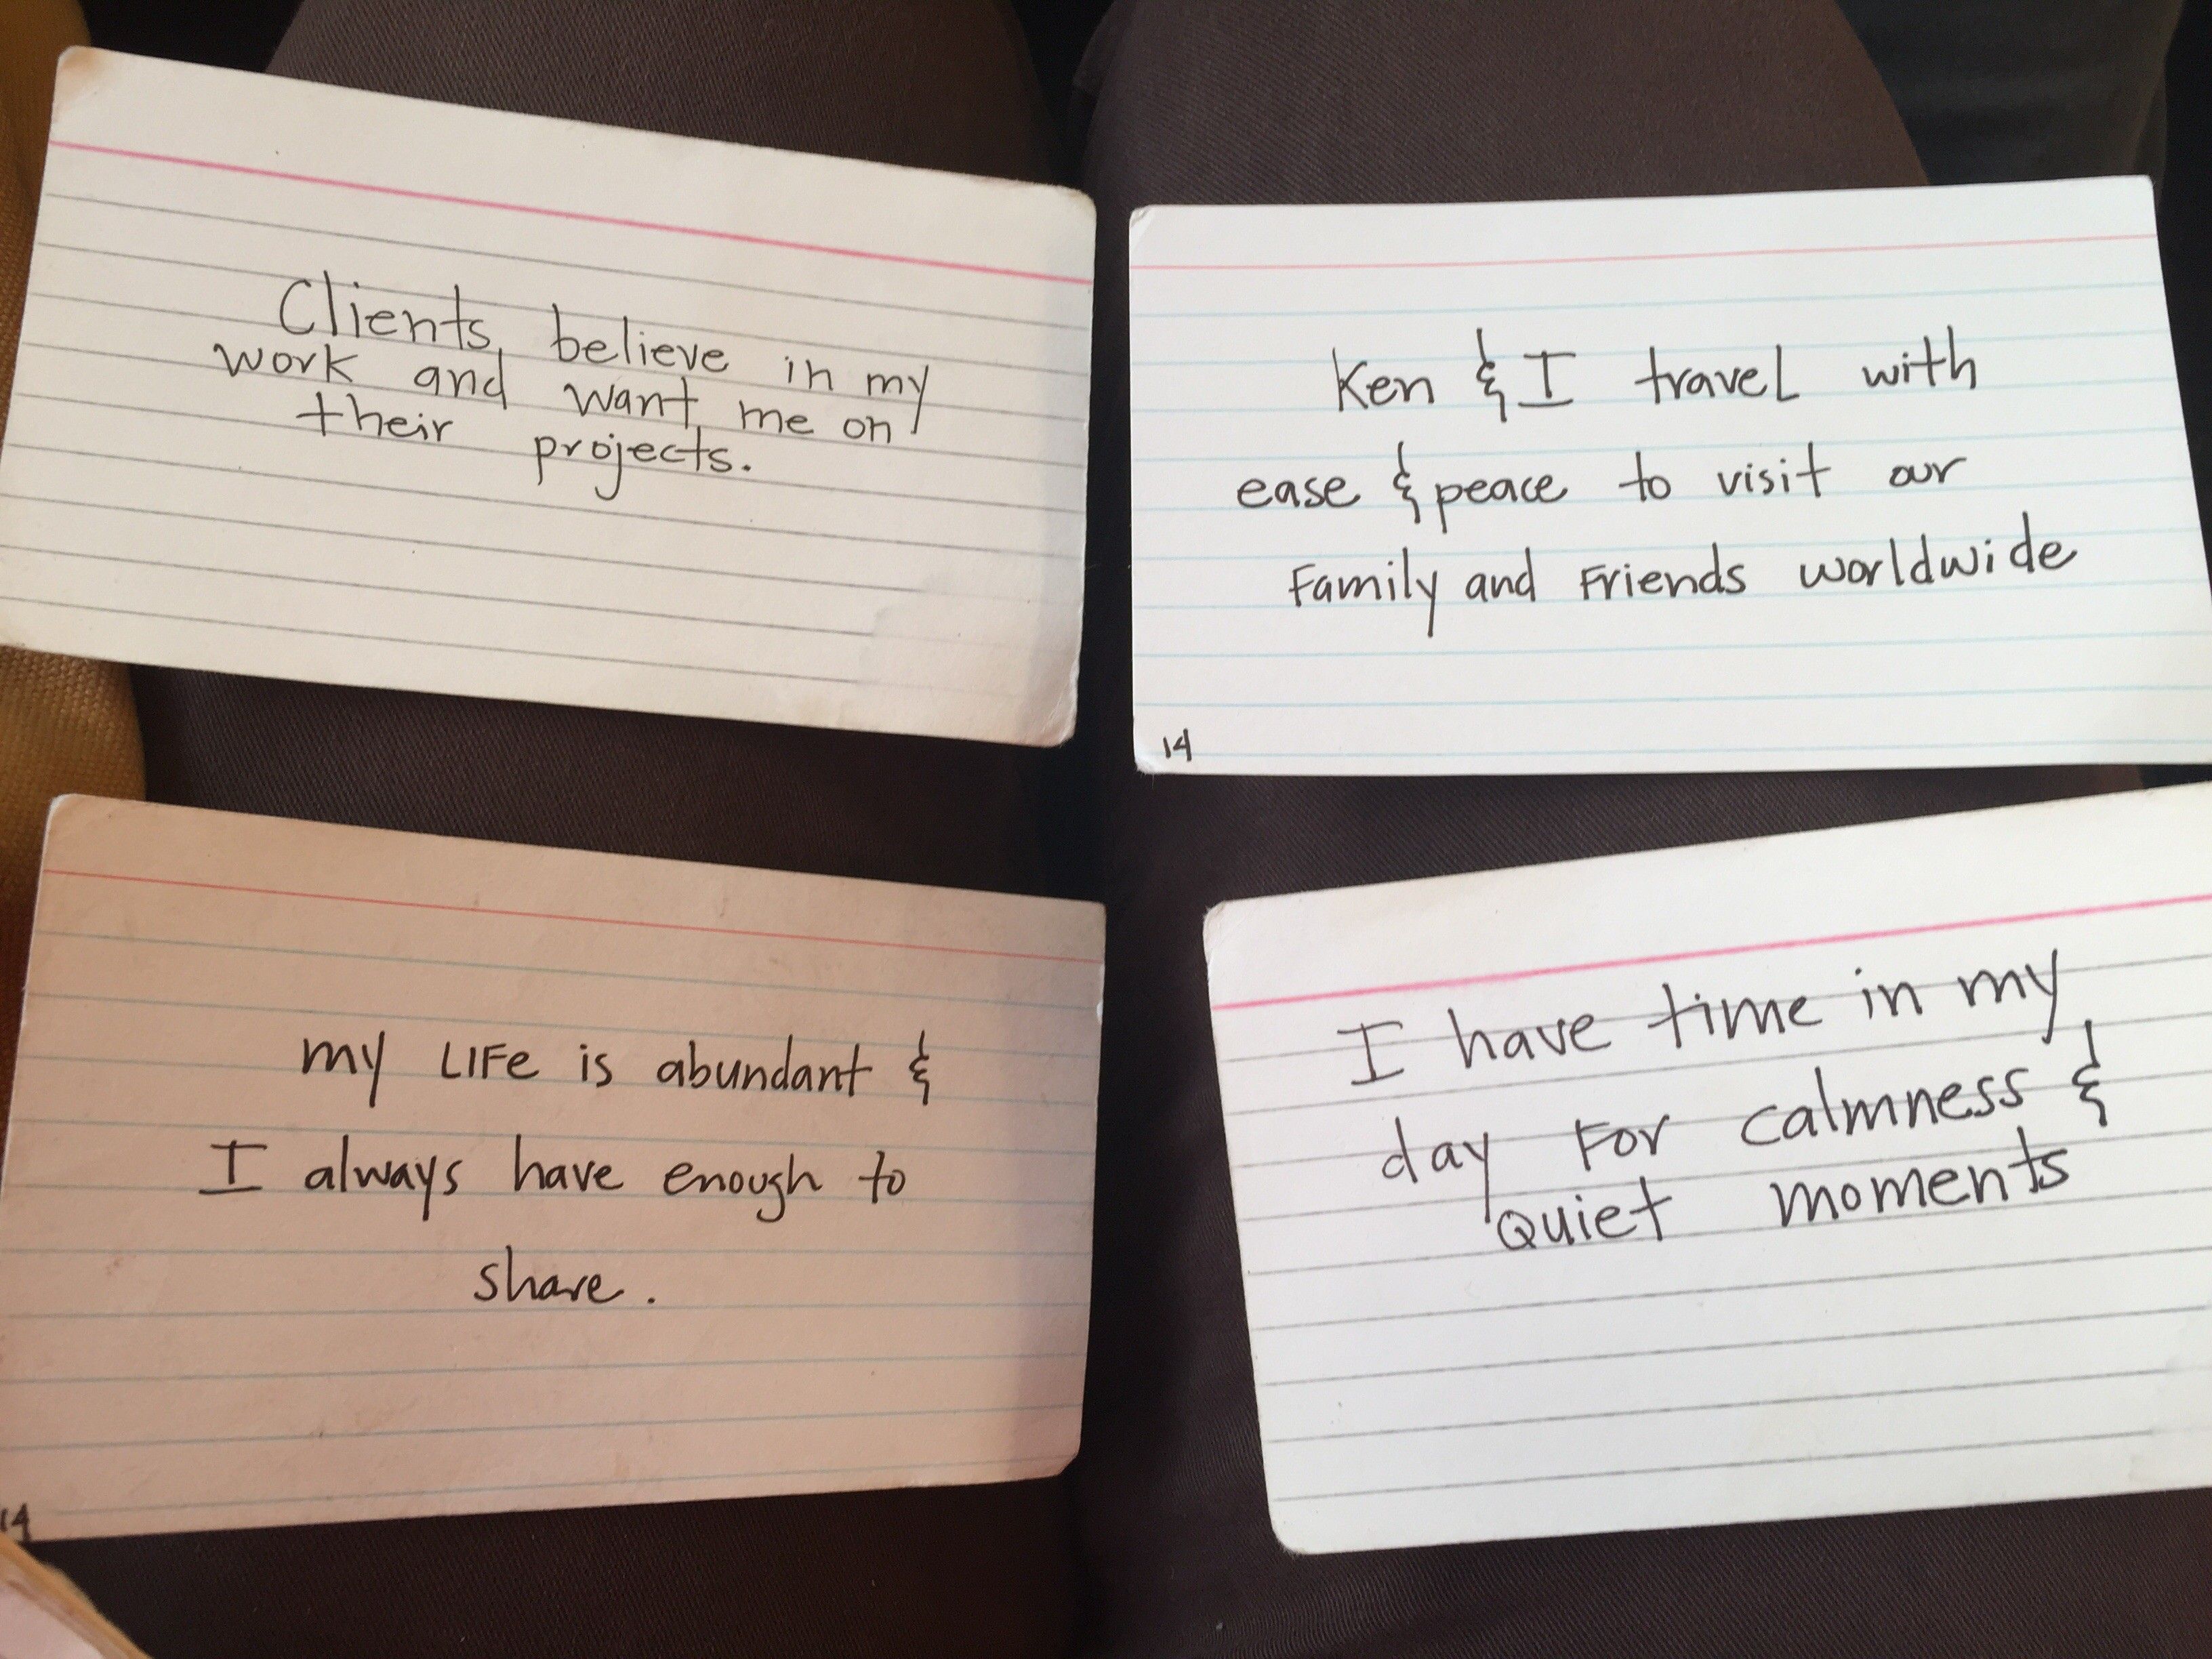 Clients believe in my
work and want me on
their projects.
Ken & I travel with
ease & peace to visit our
Family and Friends worldwide
14
my LIFe is abundant &
I always have enough to
share.
14
I have time in my
day For calmness &
Quiet moments